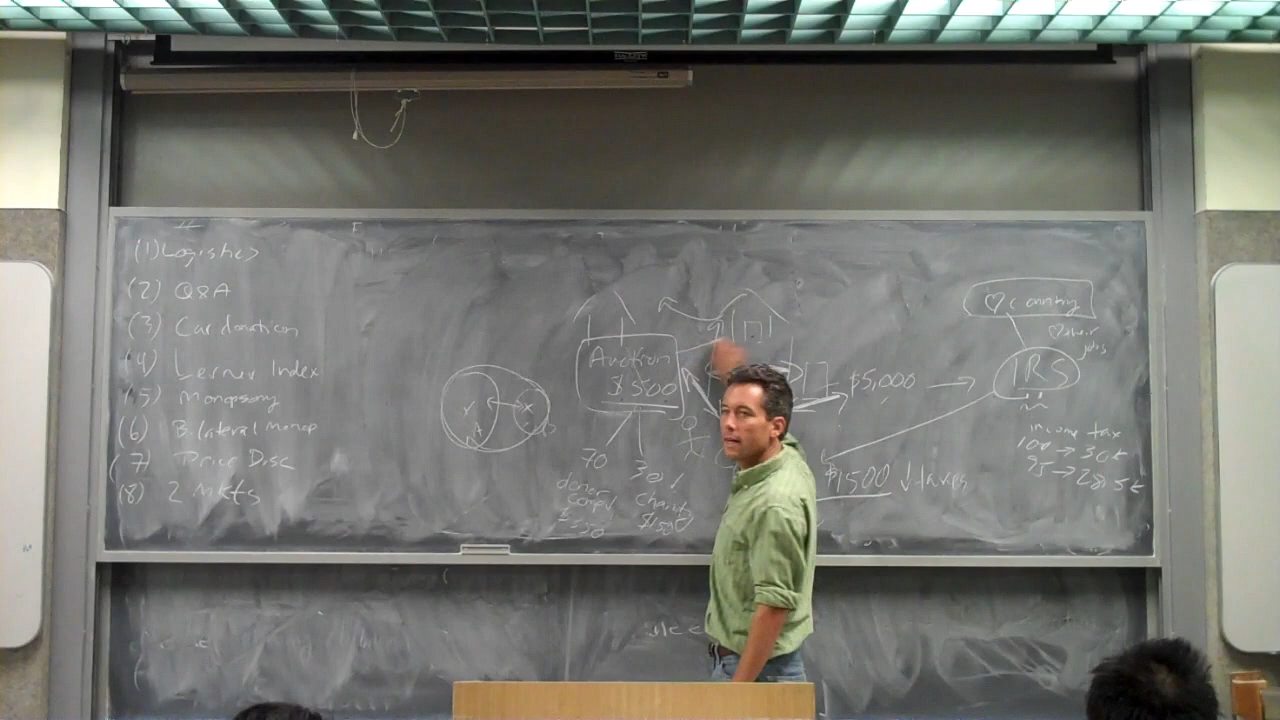 (1) Logistics
(2) Q&A
(3) Car donation
(4) Lerner Index
(5) Monopsony
(6) Bilateral Monop
(7) Price Disc
(8) 2 Mkts
A
Auction
$500
70
donor
comp
30
charity
$5,000
$1500 ↓ taxes
IRS
♡ their
jobs
income tax
100 → 30k
95 → 28.5k